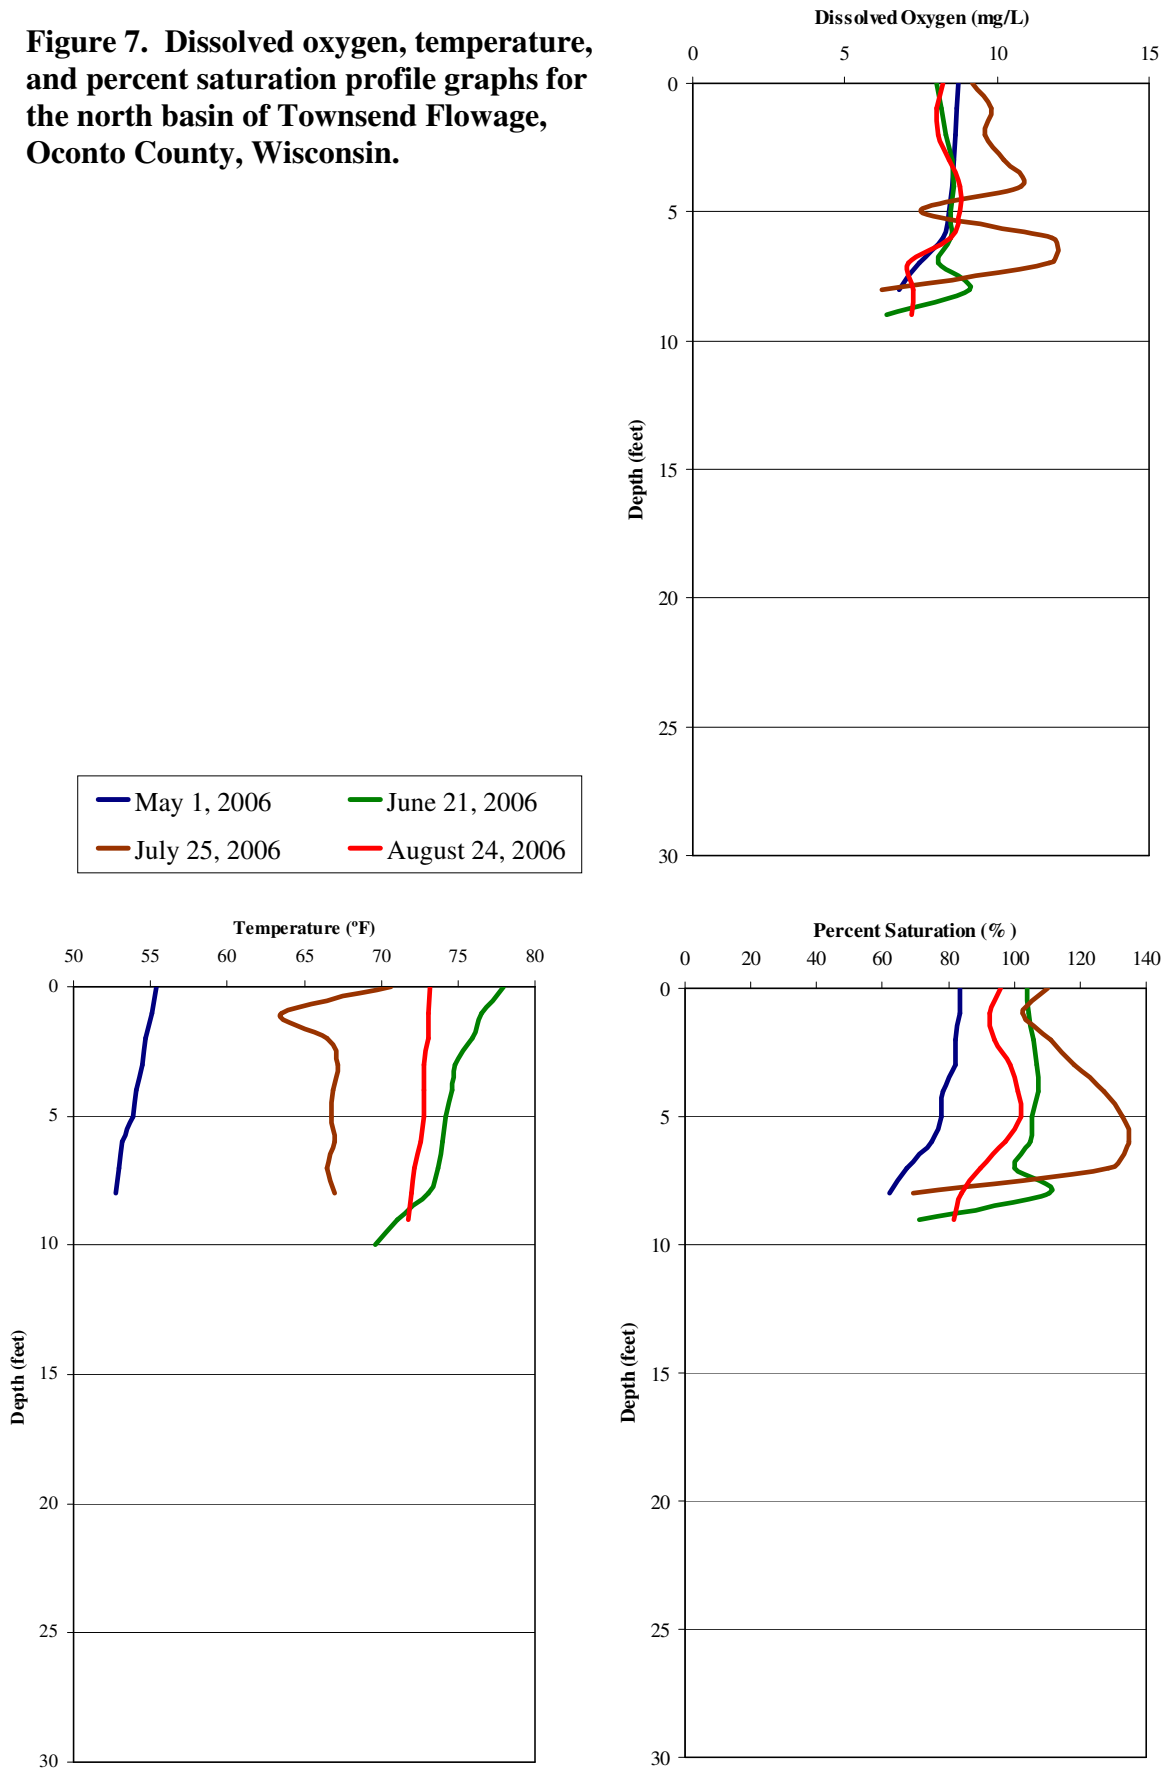 Figure 7.  Dissolved oxygen, temperature,
and percent saturation profile graphs for
the north basin of Townsend Flowage,
Oconto County, Wisconsin.
Dissolved Oxygen (mg/L)
0 5 10 15
0
5
10
15
20
25
30
Depth (feet)
May 1, 2006 June 21, 2006
July 25, 2006 August 24, 2006
Temperature (ºF)
50 55 60 65 70 75 80
0
5
10
15
20
25
30
Depth (feet)
Percent Saturation (% )
0 20 40 60 80 100 120 140
0
5
10
15
20
25
30
Depth (feet)